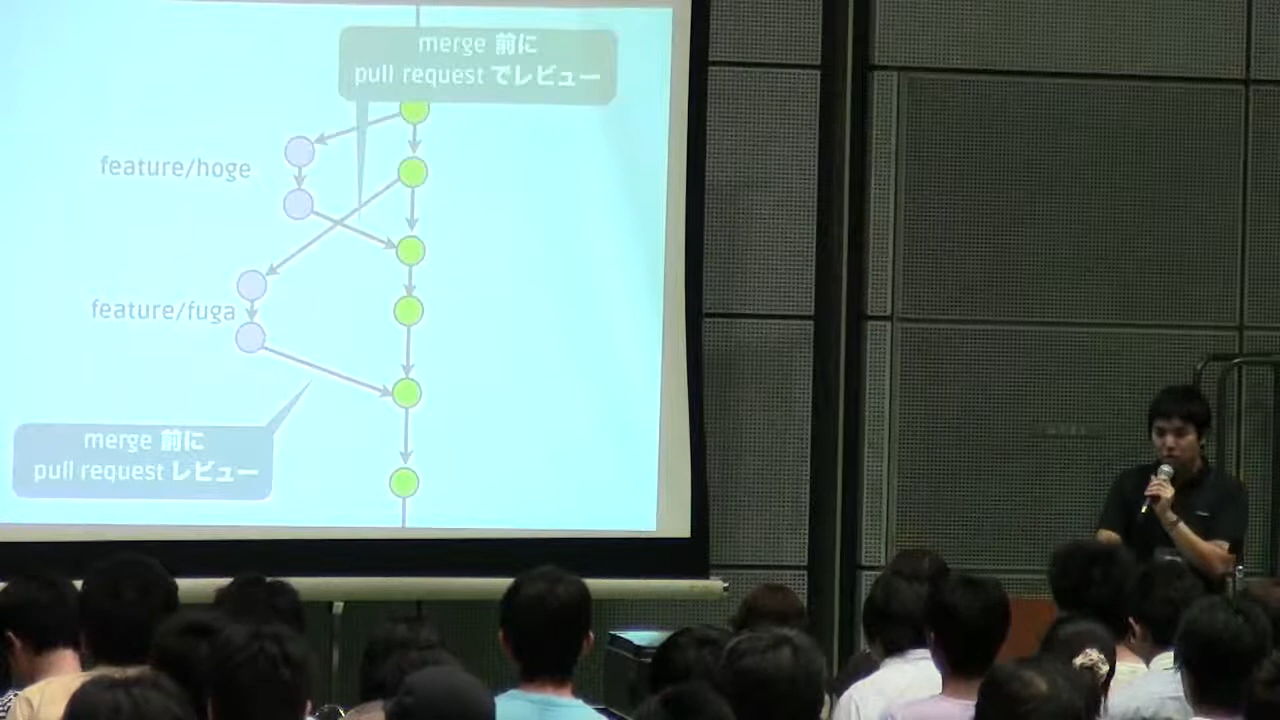 merge 前に
pull request でレビュー
feature/hoge
feature/fuga
merge 前に
pull request レビュー